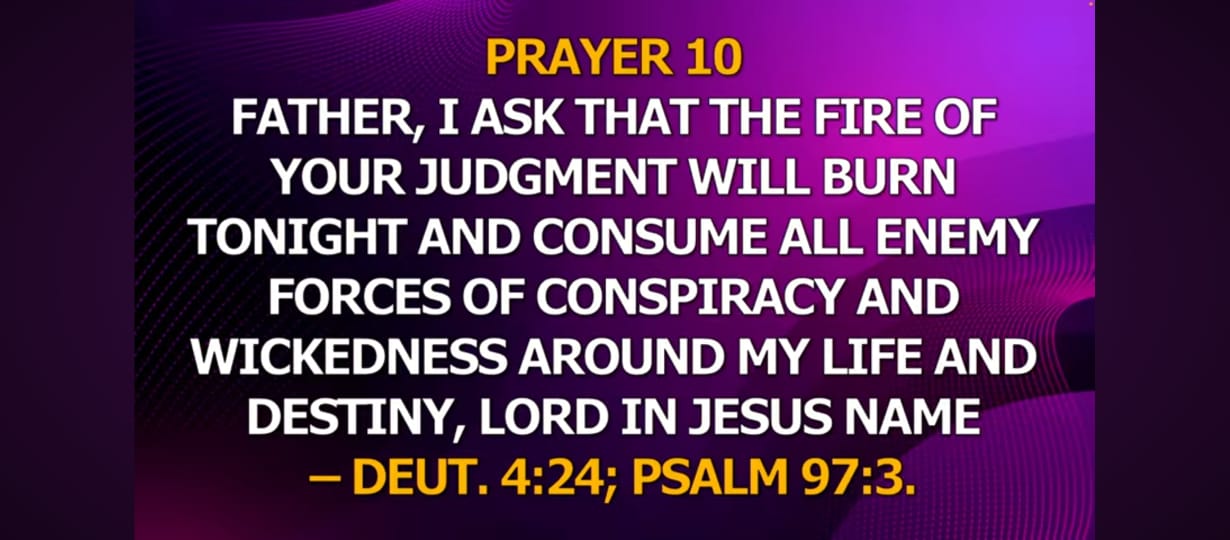 PRAYER 10
FATHER, I ASK THAT THE FIRE OF
YOUR JUDGMENT WILL BURN
TONIGHT AND CONSUME ALL ENEMY
FORCES OF CONSPIRACY AND
WICKEDNESS AROUND MY LIFE AND
DESTINY, LORD IN JESUS NAME
– DEUT. 4:24; PSALM 97:3.